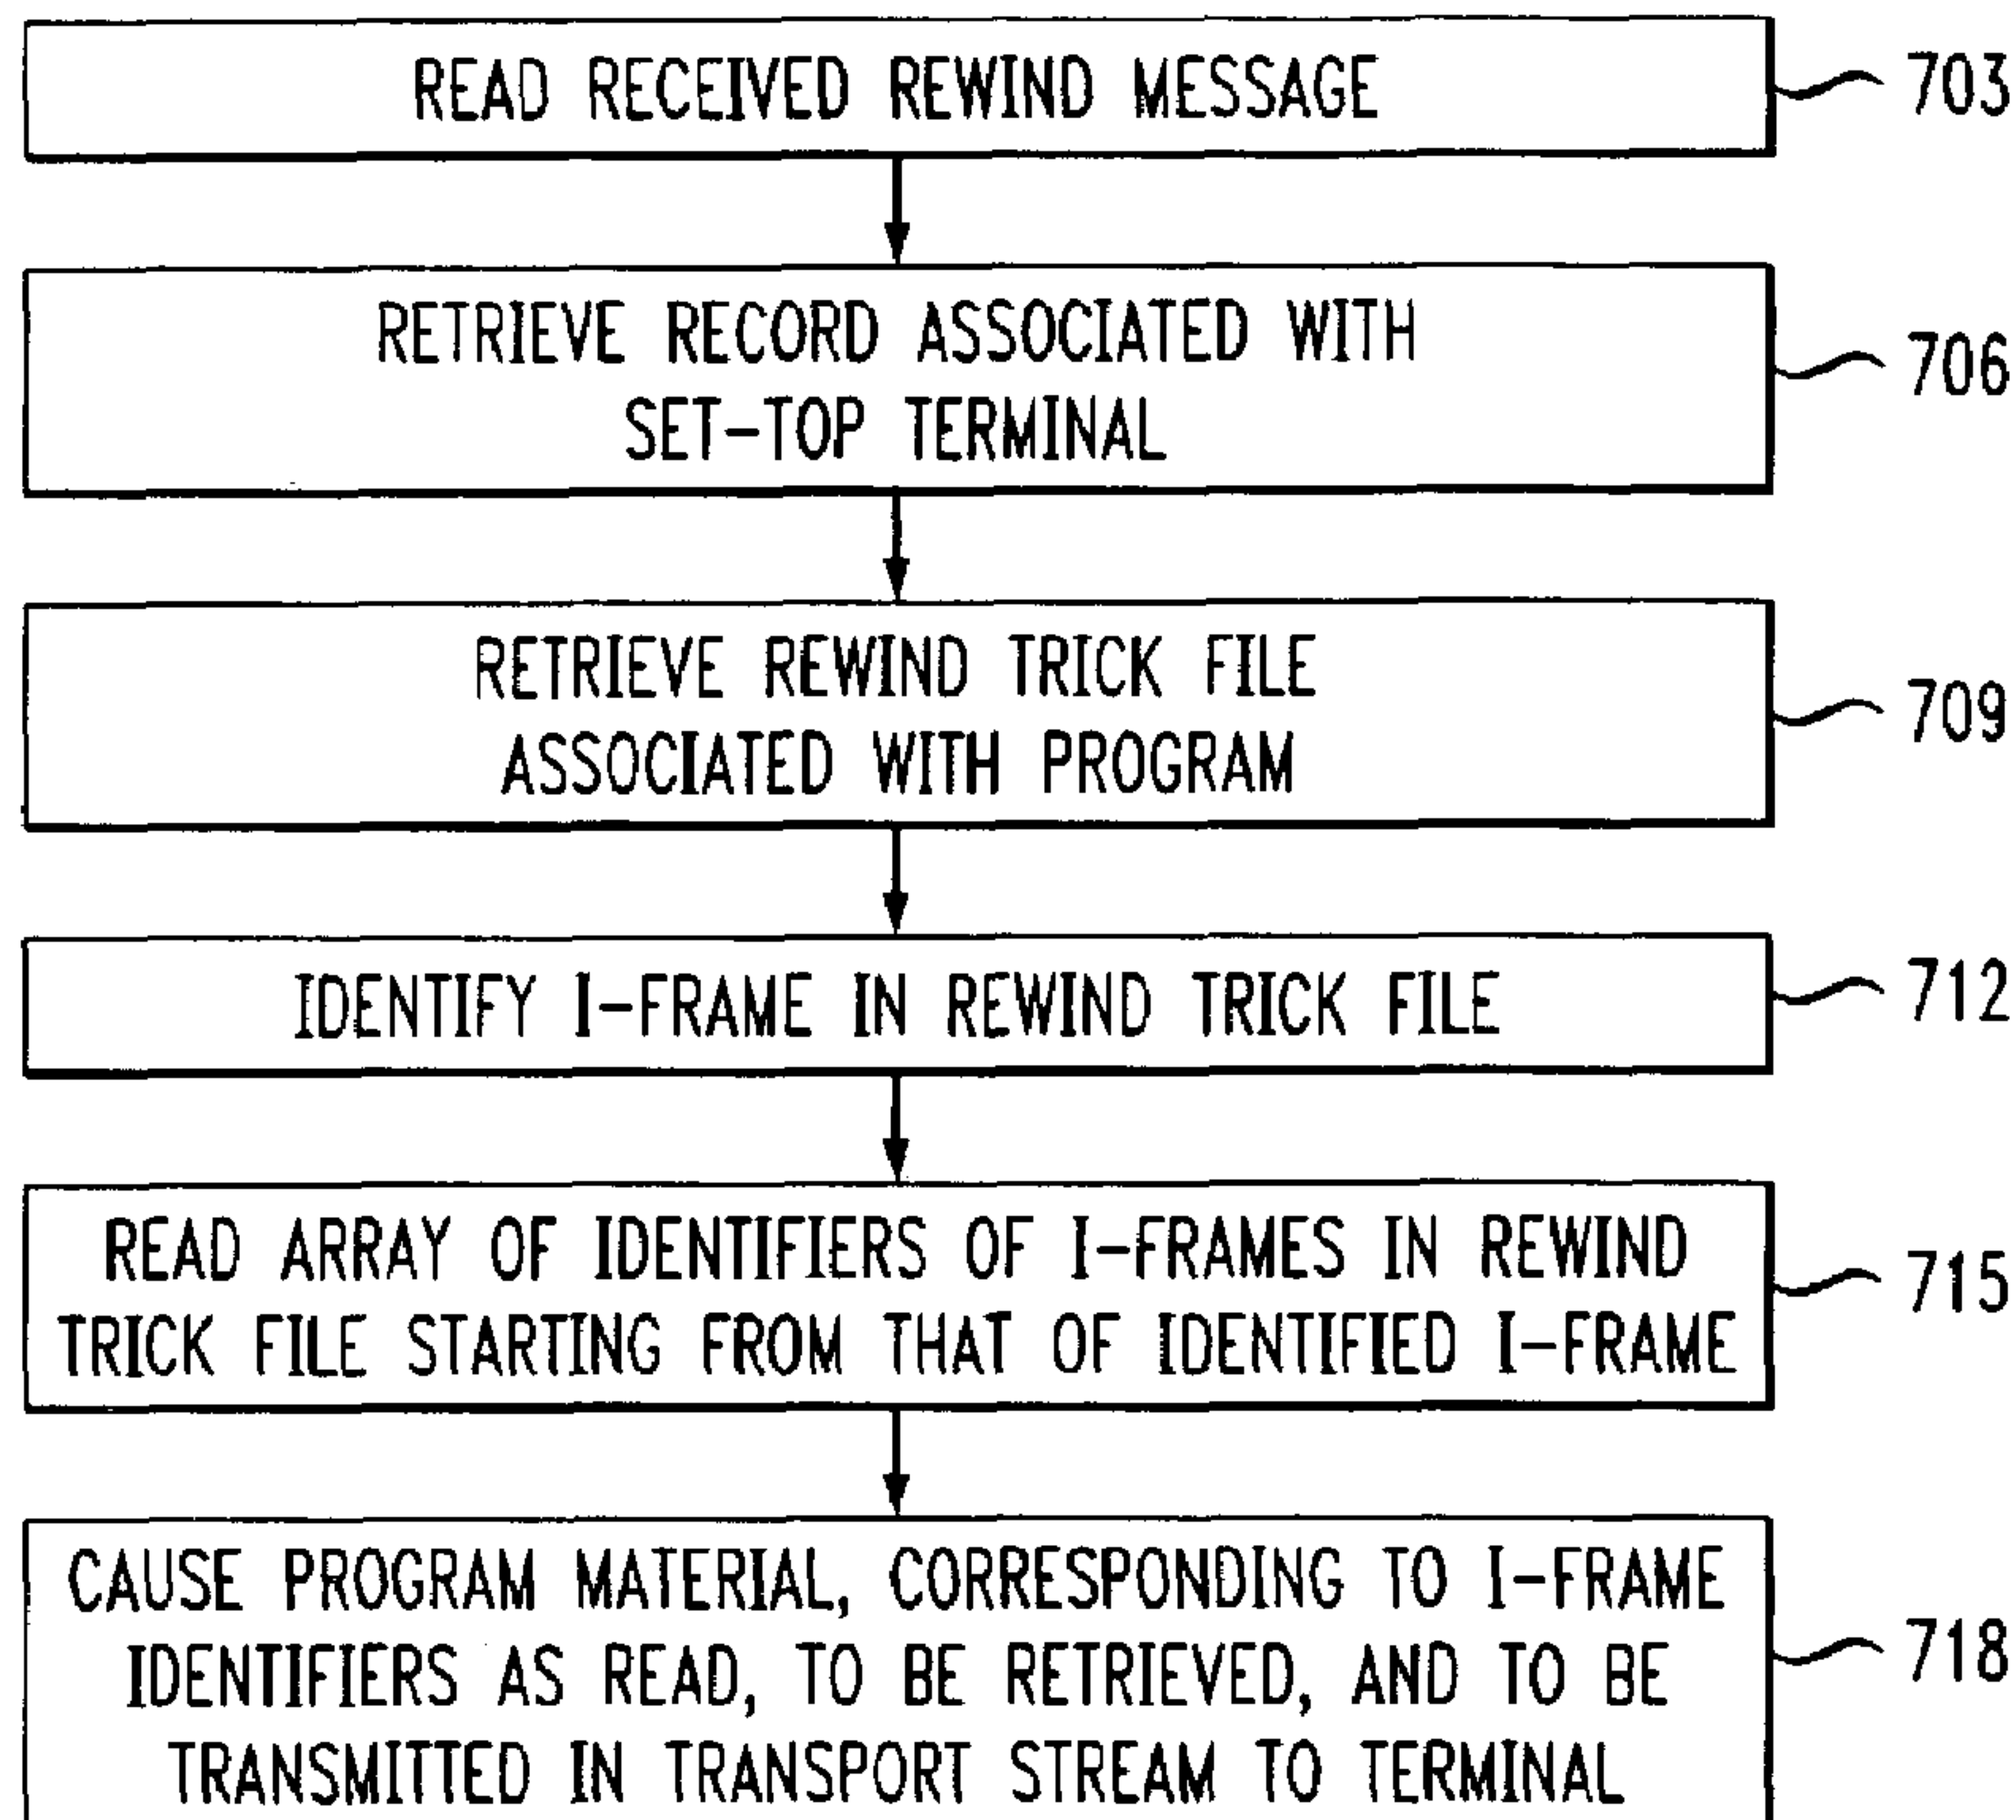 READ RECEIVED REWIND MESSAGE
703
RETRIEVE RECORD ASSOCIATED WITH
SET-TOP TERMINAL
706
RETRIEVE REWIND TRICK FILE
ASSOCIATED WITH PROGRAM
709
IDENTIFY I-FRAME IN REWIND TRICK FILE
712
READ ARRAY OF IDENTIFIERS OF I-FRAMES IN REWIND
TRICK FILE STARTING FROM THAT OF IDENTIFIED I-FRAME
715
CAUSE PROGRAM MATERIAL, CORRESPONDING TO I-FRAME
IDENTIFIERS AS READ, TO BE RETRIEVED, AND TO BE
TRANSMITTED IN TRANSPORT STREAM TO TERMINAL
718